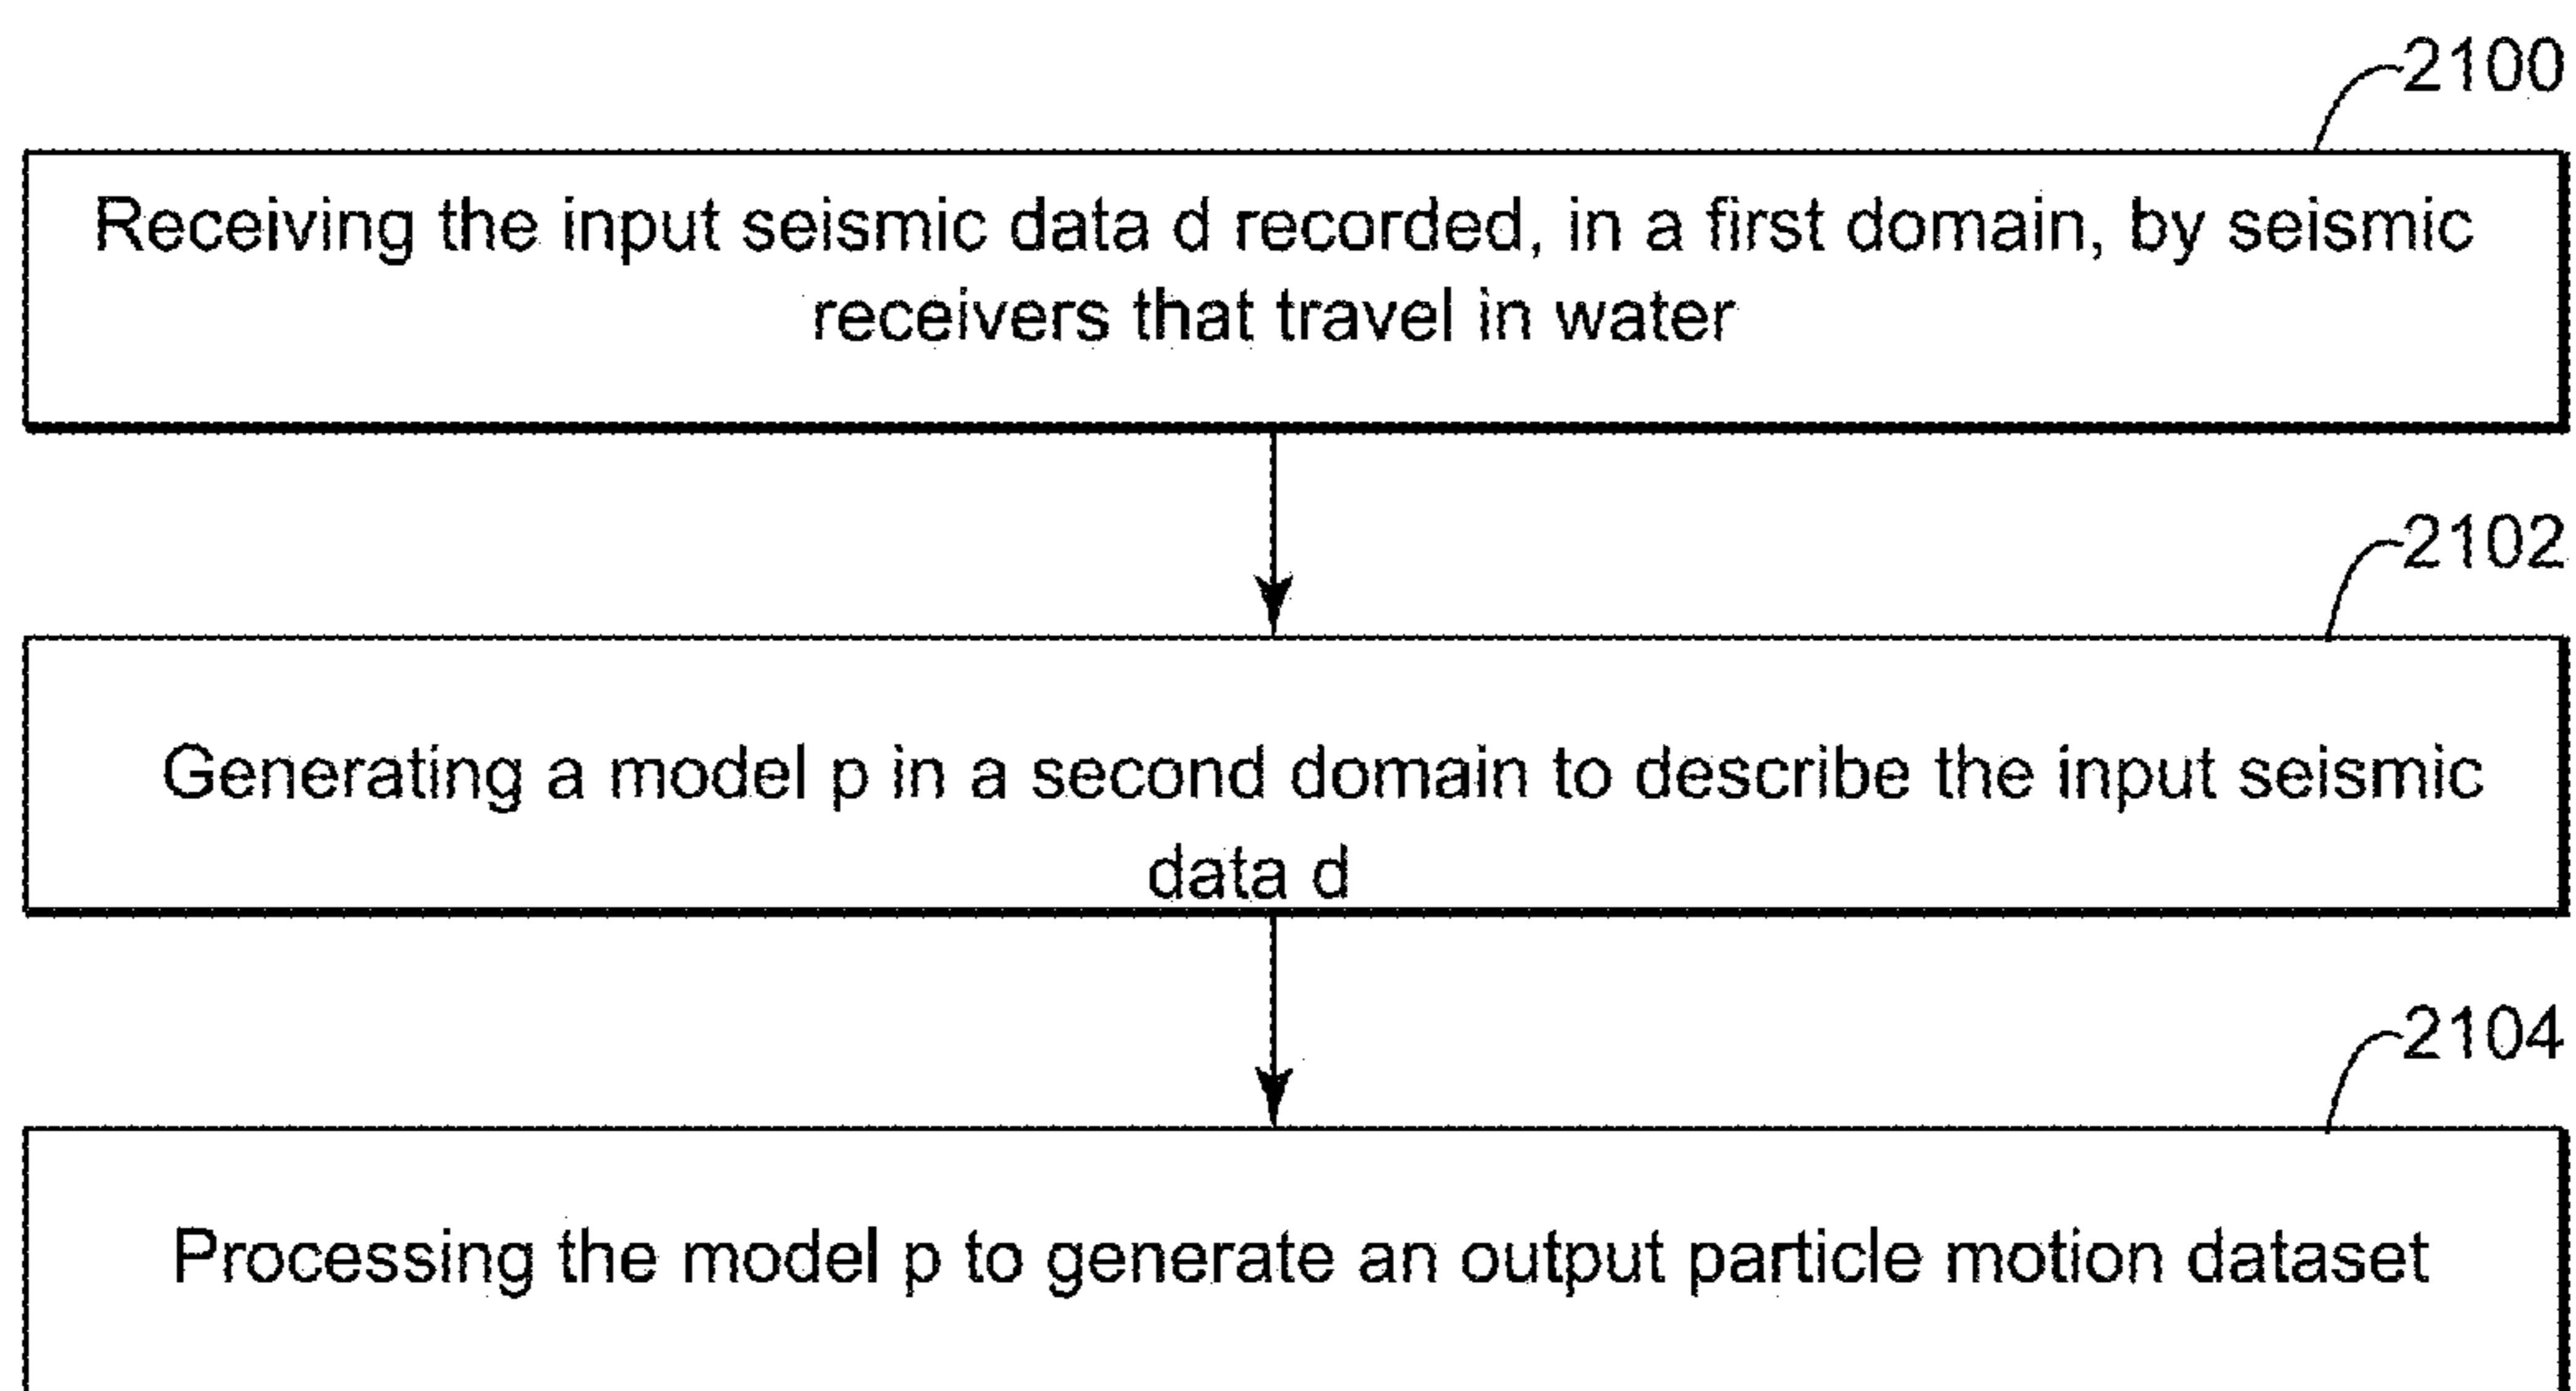 2100
Receiving the input seismic data d recorded, in a first domain, by seismic
receivers that travel in water
2102
Generating a model p in a second domain to describe the input seismic
data d
2104
Processing the model p to generate an output particle motion dataset